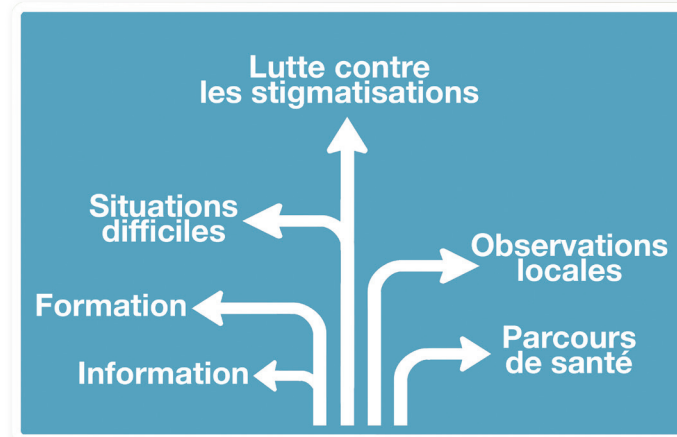 Lutte contre
les stigmatisations
Situations
difficiles
Observations
locales
Formation
Parcours
de santé
Information